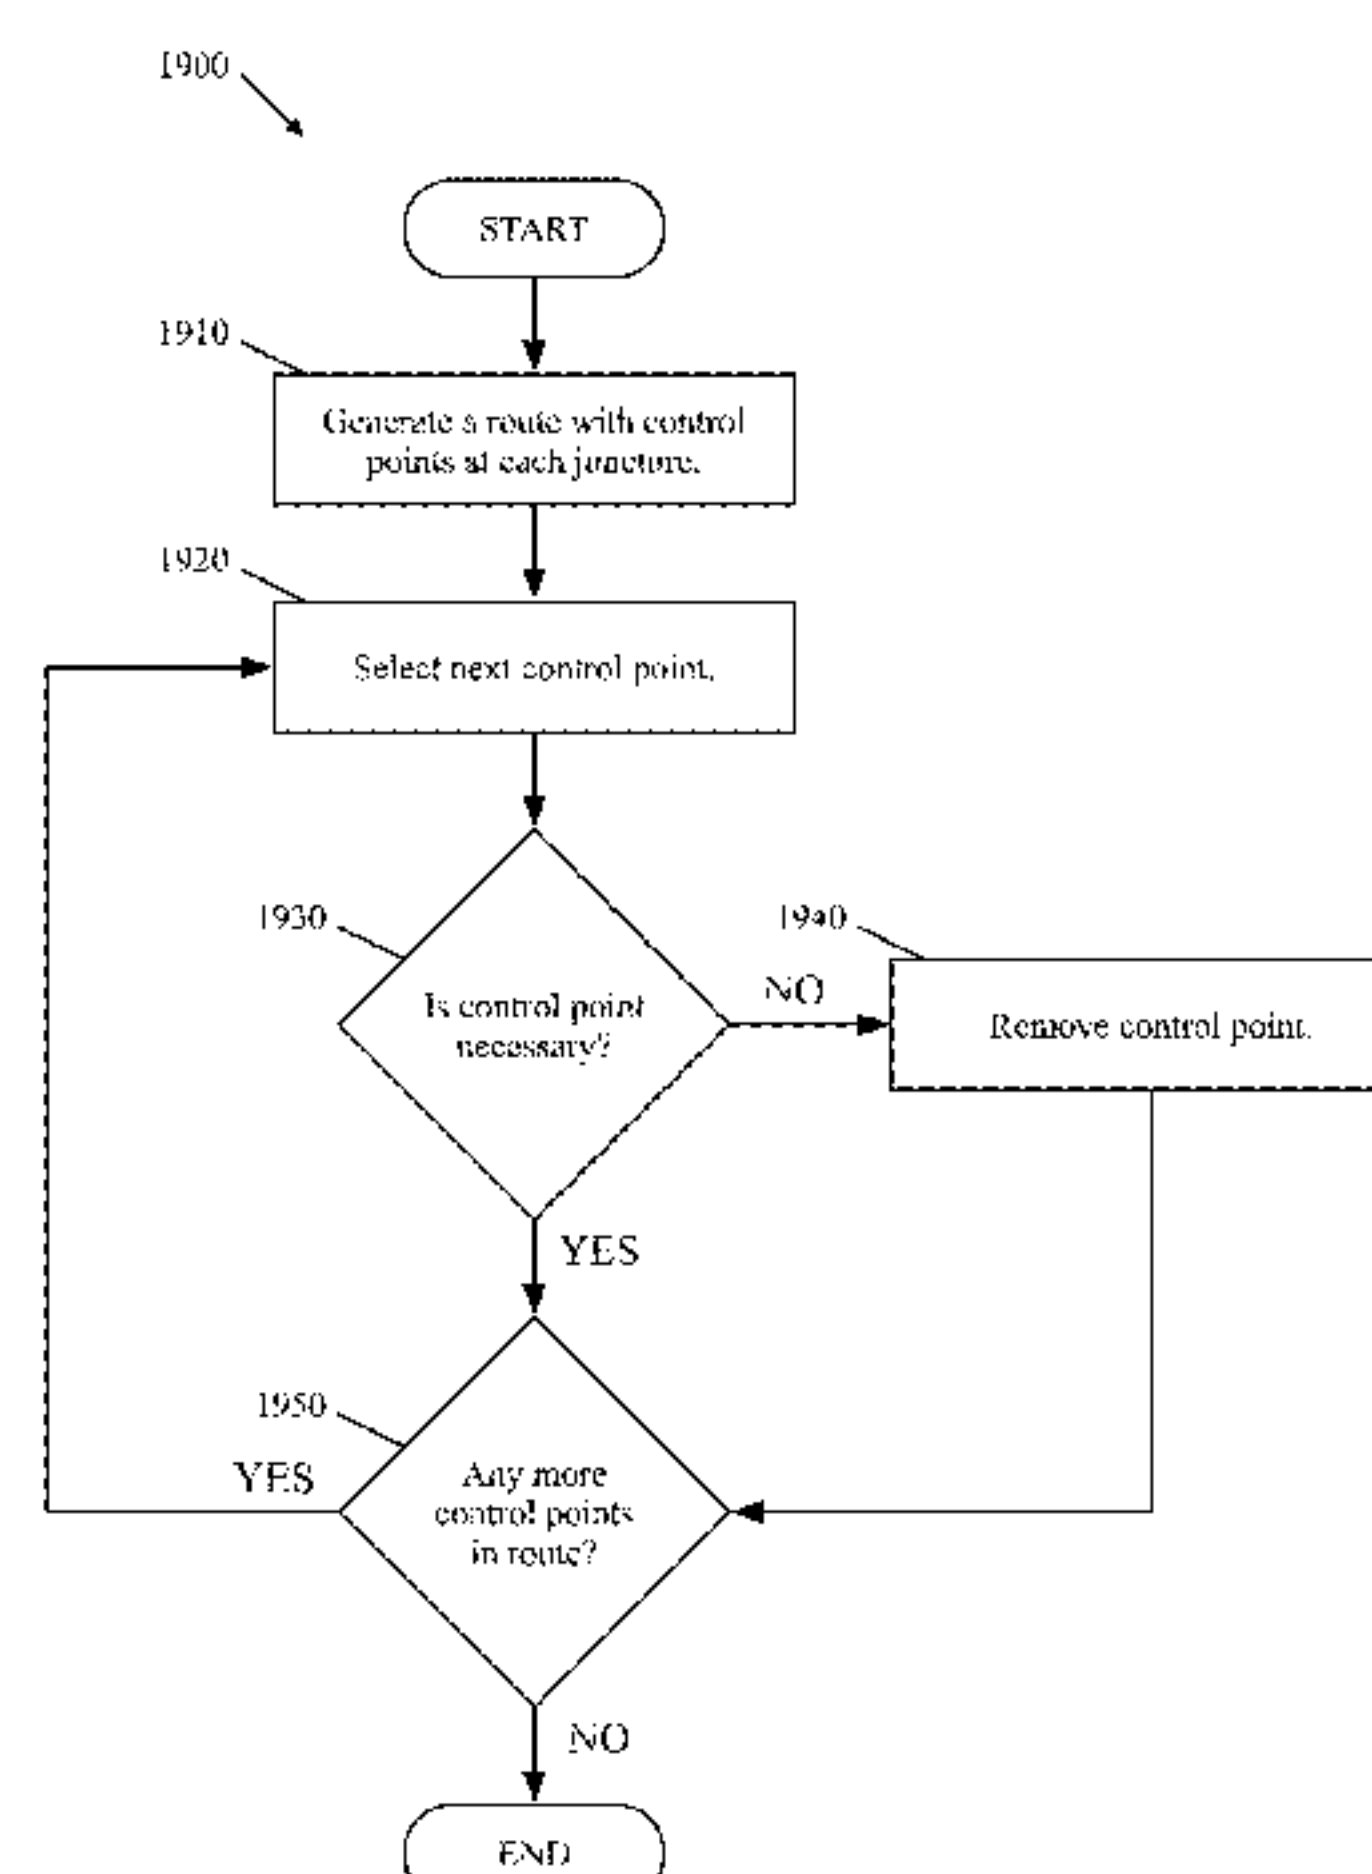 1900
START
1910
Generate a route with control
points at each juncture.
1920
Select next control point.
1930
1940
Is control point
necessary?
NO
Remove control point.
YES
1950
YES
Any more
control points
in route?
NO
END